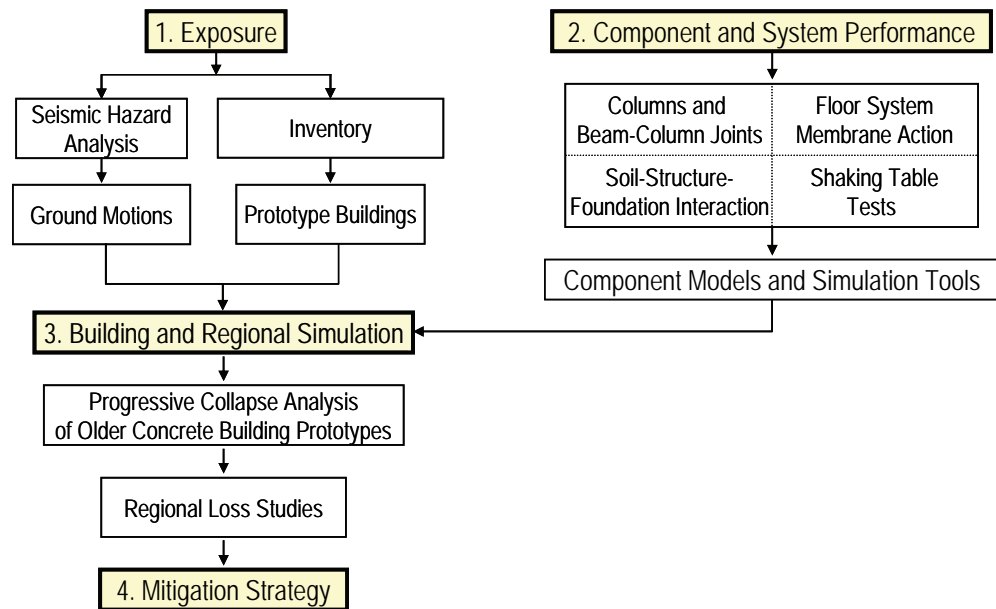 1. Exposure
2. Component and System Performance
Seismic Hazard
Analysis
Inventory
Columns and
Beam-Column Joints
Floor System
Membrane Action
Ground Motions
Prototype Buildings
Soil-Structure-
Foundation Interaction
Shaking Table
Tests
Component Models and Simulation Tools
3. Building and Regional Simulation
Progressive Collapse Analysis
of Older Concrete Building Prototypes
Regional Loss Studies
4. Mitigation Strategy